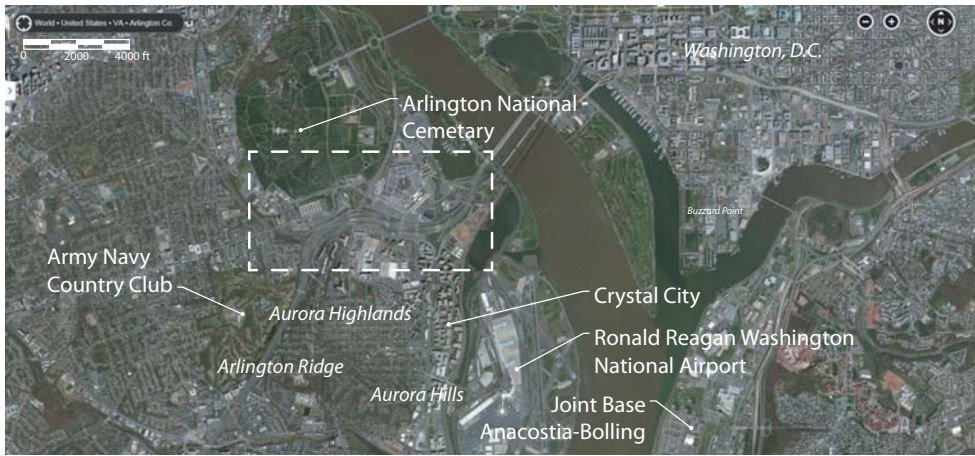 World • United States • VA • Arlington Co.
0 2000 4000 ft
N
Washington, D.C.
Arlington National
Cemetary
Buzzard Point
Army Navy
Country Club
Crystal City
Aurora Highlands
Ronald Reagan Washington
National Airport
Arlington Ridge
Aurora Hills
Joint Base
Anacostia-Bolling